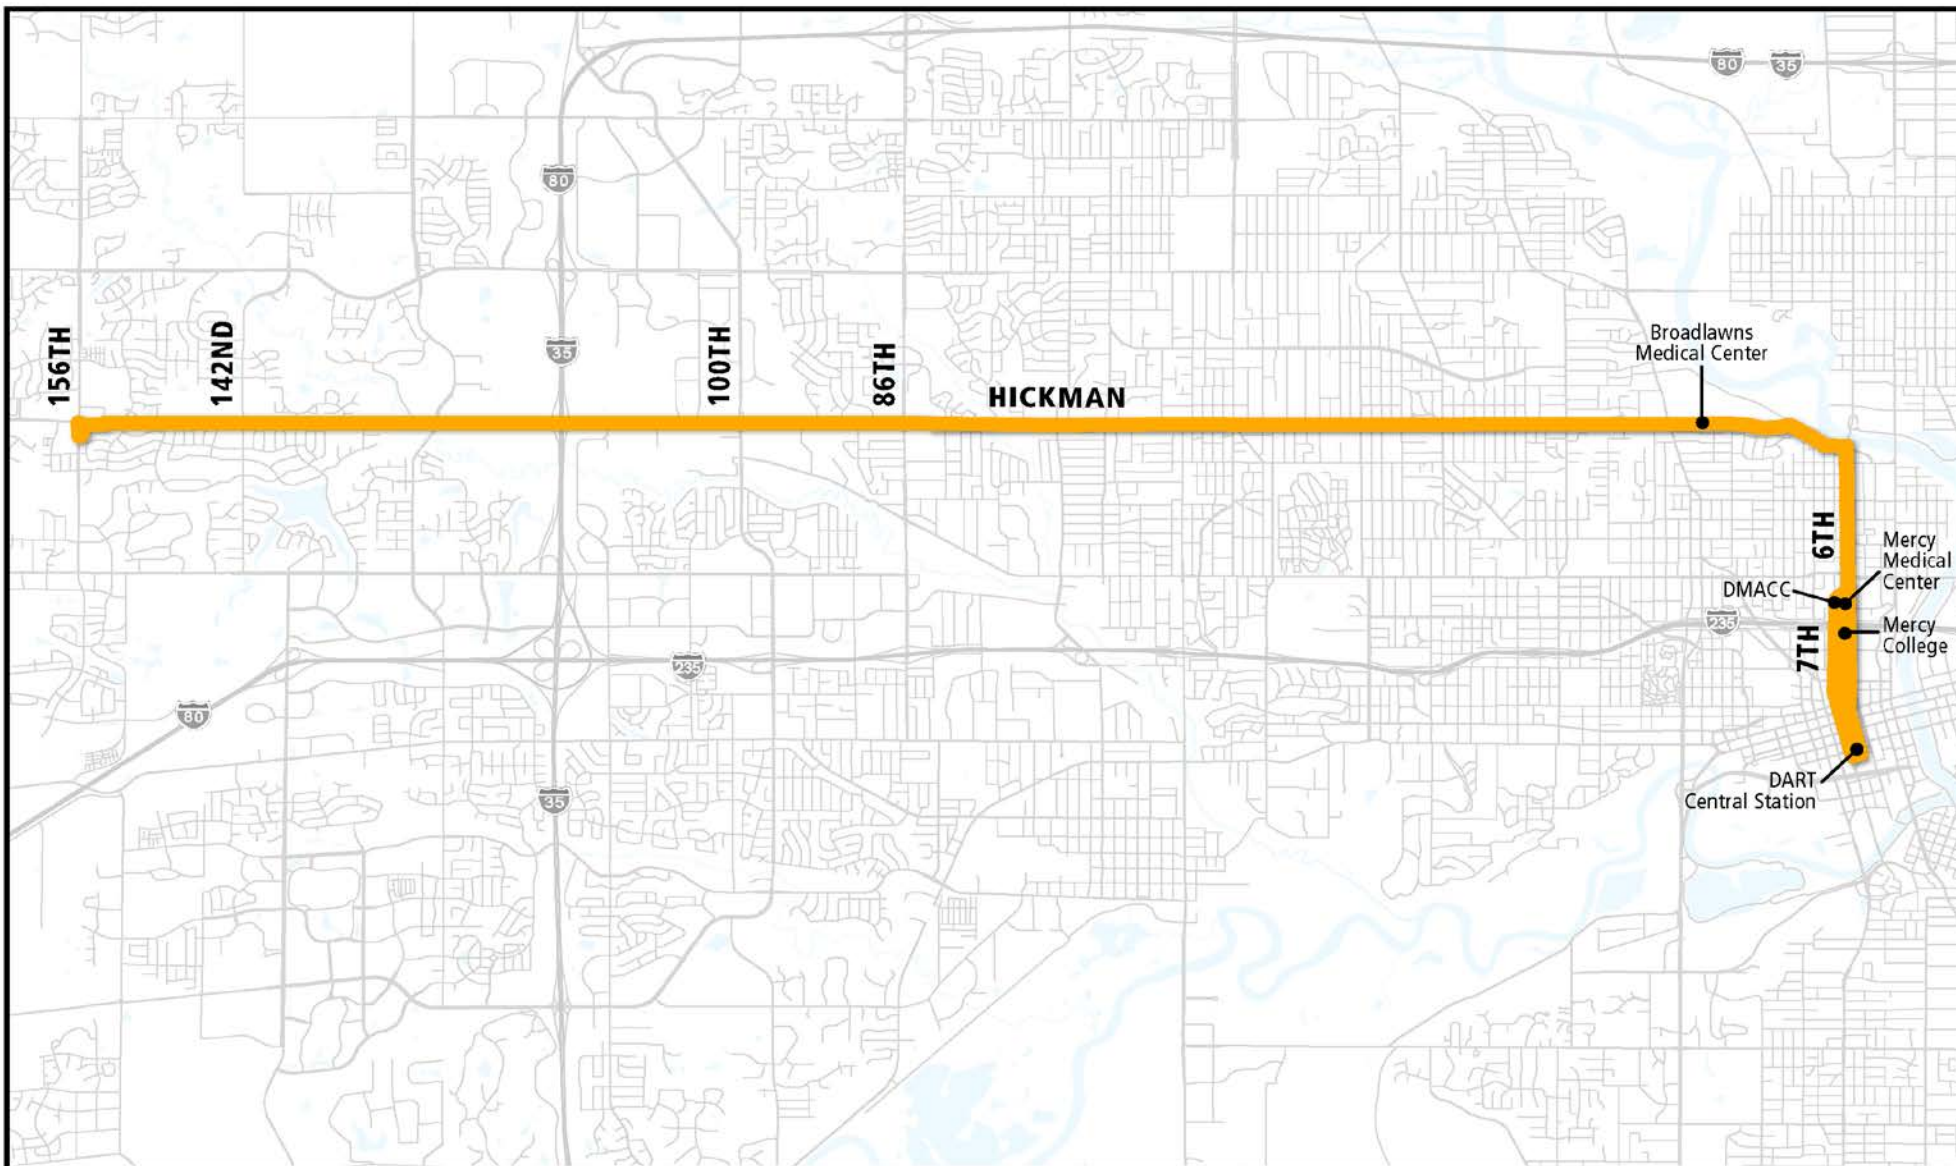 80
35
80
156TH
142ND
35
100TH
86TH
HICKMAN
Broadlawns
Medical Center
6TH
Mercy
Medical
Center
DMACC
235
7TH
Mercy
College
235
80
DART
Central Station
35